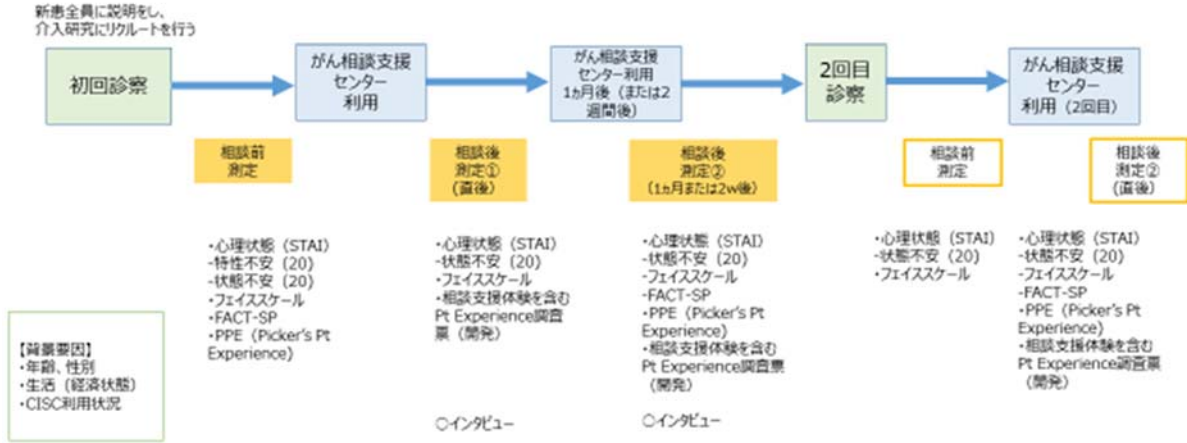 新患全員に説明をし、
介入研究にリクルートを行う
初回診察
がん相談支援
センター
利用
がん相談支援
センター利用
1ヵ月後（または2
週間後）
2回目
診察
がん相談支援
センター
利用（2回目）
相談前
測定
相談後
測定①
(直後)
相談後
測定②
(1ヵ月または2w後)
相談前
測定
相談後
測定②
(直後)
・心理状態（STAI）
-特性不安（20）
-状態不安（20）
・フェイススケール
・FACT-SP
・PPE（Picker's Pt
Experience）
・心理状態（STAI）
-状態不安（20）
・フェイススケール
・相談支援体験を含む
Pt Experience調査
票（開発）
○インタビュー
・心理状態（STAI）
-状態不安（20）
-フェイススケール
-FACT-SP
・PPE（Picker's Pt
Experience）
・相談支援体験を含む
Pt Experience調査票
（開発）
○インタビュー
・心理状態（STAI）
-状態不安（20）
・フェイススケール
・心理状態（STAI）
-状態不安（20）
-フェイススケール
-FACT-SP
・PPE（Picker's Pt
Experience）
・相談支援体験を含む
Pt Experience調査票
（開発）
【背景要因】
・年齢、性別
・生活（経済状態）
・CISC利用状況